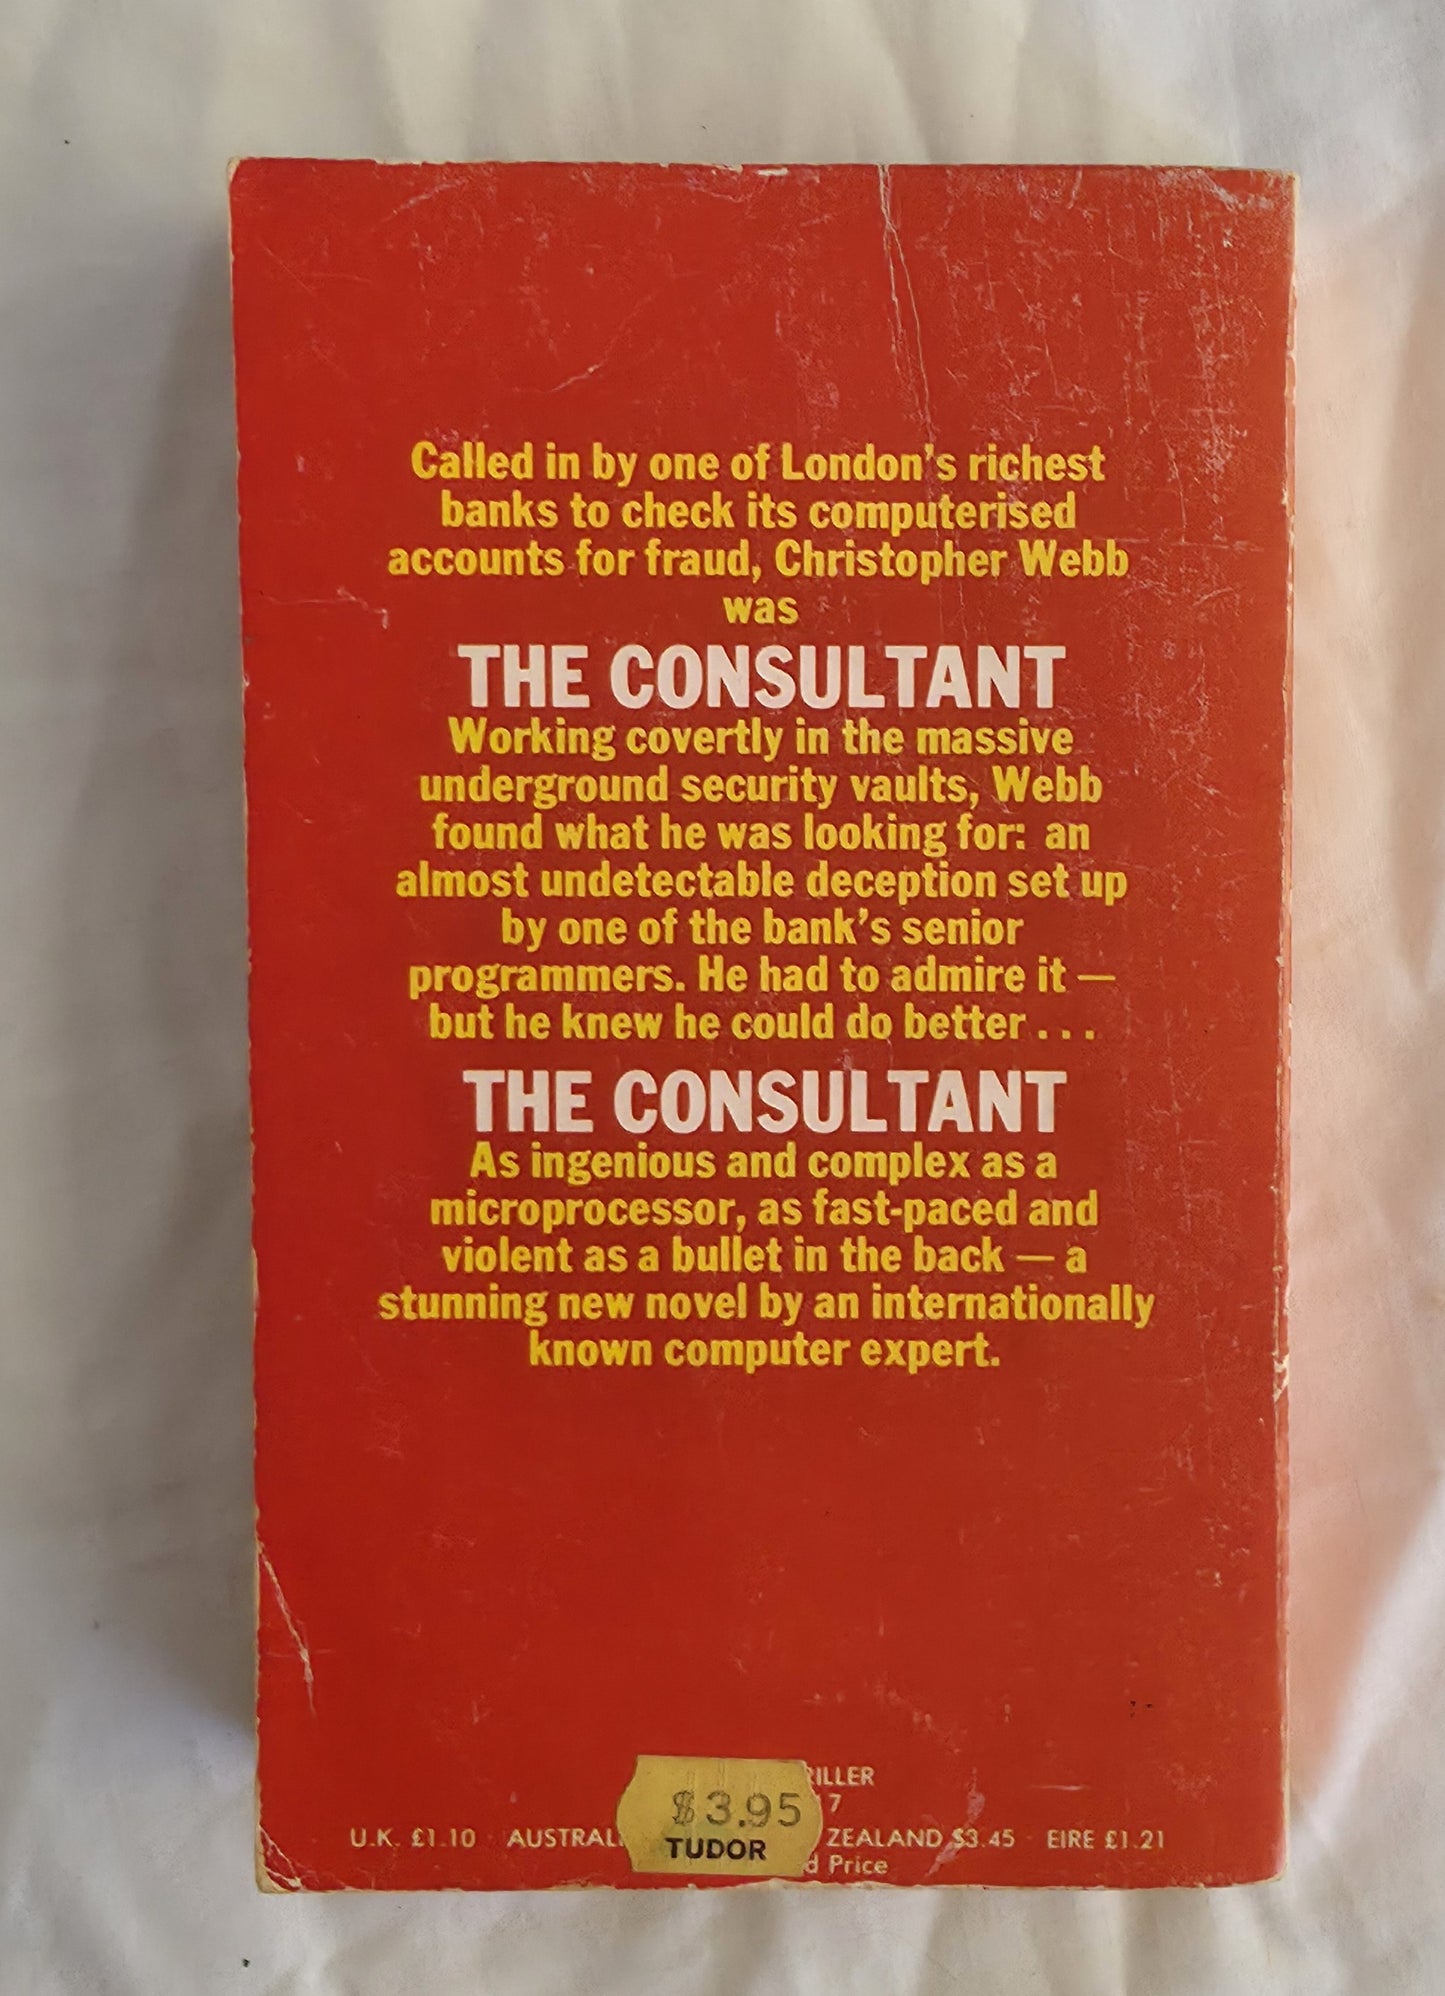 Called in by one of London's richest
banks to check its computerised
accounts for fraud, Christopher Webb
was
THE CONSULTANT
Working covertly in the massive
underground security vaults, Webb
found what he was looking for: an
almost undetectable deception set up
by one of the bank's senior
programmers. He had to admire it —
but he knew he could do better . . .
THE CONSULTANT
As ingenious and complex as a
microprocessor, as fast-paced and
violent as a bullet in the back — a
stunning new novel by an internationally
known computer expert.
$3.95
TUDOR
U.K. £1.10 ZEALAND $3.45 EIRE £1.21
Price